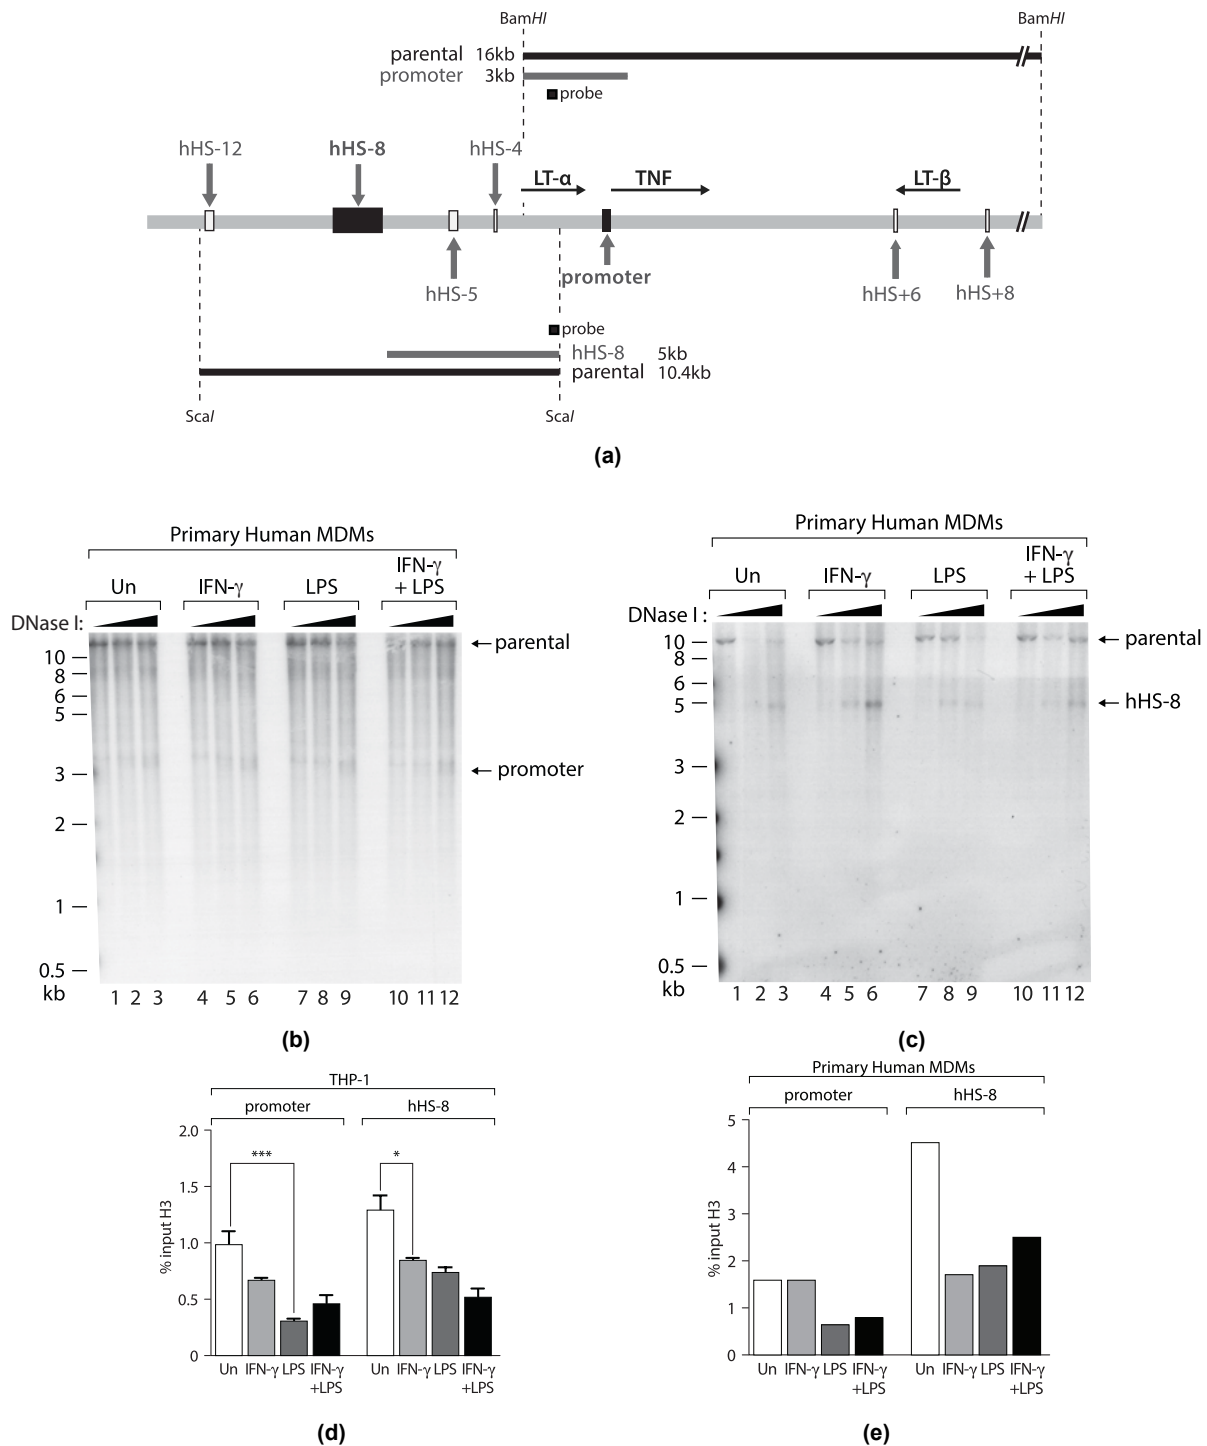 BamHI BamHI
parental 16kb
promoter 3kb
probe
hHS-12 hHS-8 hHS-4
LT-α TNF LT-β
promoter
hHS-5 hHS+6 hHS+8
probe
hHS-8 5kb
parental 10.4kb
ScaI ScaI
(a)
Primary Human MDMs
Un IFN-γ LPS IFN-γ
+ LPS
DNase I:
parental
10
8
6
5
3
promoter
2
1
0.5
kb 1 2 3 4 5 6 7 8 9 10 11 12
(b)
Primary Human MDMs
Un IFN-γ LPS IFN-γ
+ LPS
DNase I :
10 parental
8
6
5 hHS-8
3
2
1
0.5
kb 1 2 3 4 5 6 7 8 9 10 11 12
(c)
THP-1
promoter hHS-8
2.0
1.5
1.0
0.5
0
% input H3
***
*
Un IFN-γ LPS IFN-γ
+LPS
Un IFN-γ LPS IFN-γ
+LPS
(d)
Primary Human MDMs
promoter hHS-8
5
4
3
2
1
0
% input H3
Un IFN-γ LPS IFN-γ
+LPS
Un IFN-γ LPS IFN-γ
+LPS
(e)